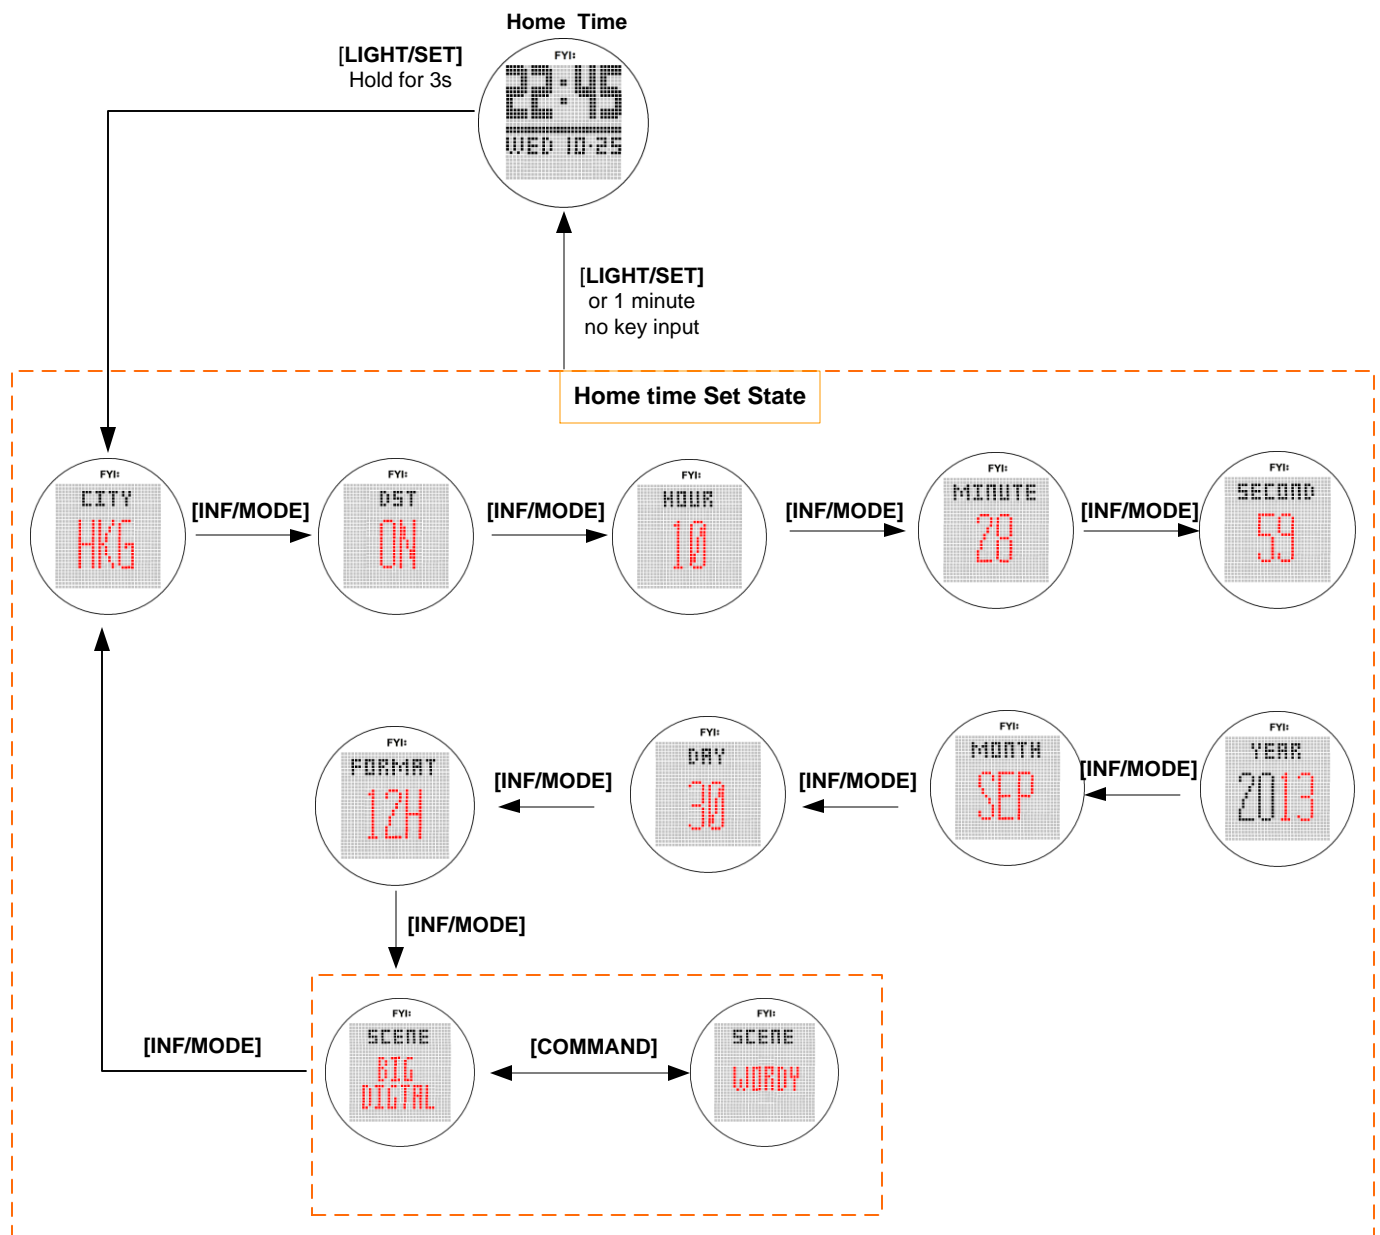 Home Time
[LIGHT/SET]
Hold for 3s
FYI:
22:45
WED 10·25
[LIGHT/SET]
or 1 minute
no key input
Home time Set State
FYI:
CITY
HKG
[INF/MODE]
FYI:
DST
ON
[INF/MODE]
FYI:
HOUR
10
[INF/MODE]
FYI:
MINUTE
28
[INF/MODE]
FYI:
SECOND
59
FYI:
FORMAT
12H
[INF/MODE]
FYI:
DAY
30
[INF/MODE]
FYI:
MONTH
SEP
[INF/MODE]
FYI:
YEAR
2013
[INF/MODE]
[INF/MODE]
FYI:
SCENE
BIG
DIGTAL
[COMMAND]
FYI:
SCENE
WORDY